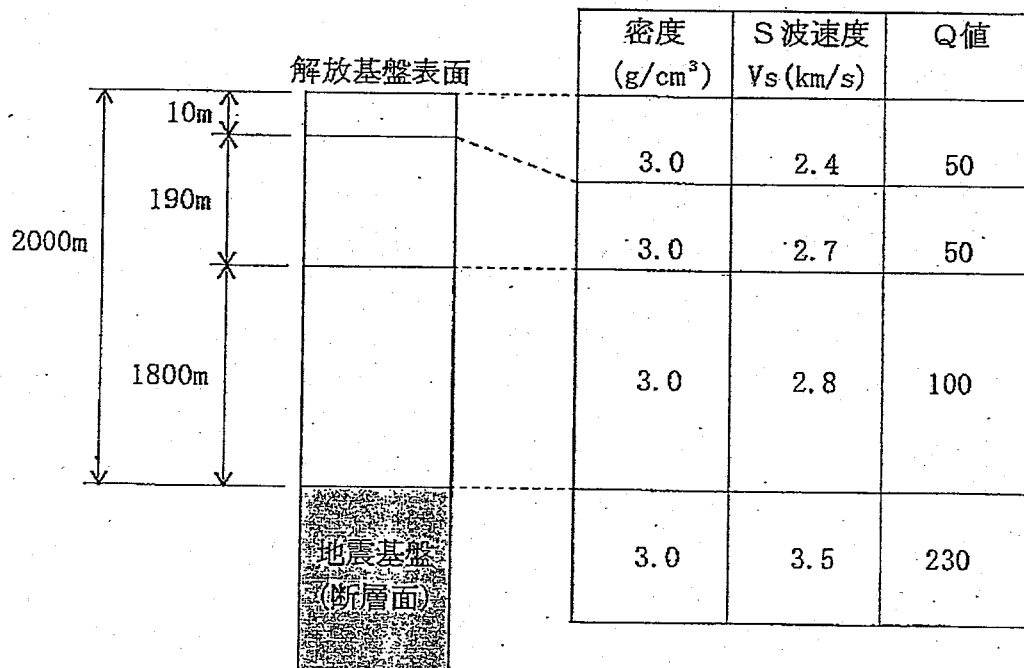 密度 S波速度 Q値
(g/cm³) Vs(km/s)
解放基盤表面
10m
3.0 2.4 50
190m
2000m
3.0 2.7 50
1800m
3.0 2.8 100
地震基盤
(断層面)
3.0 3.5 230